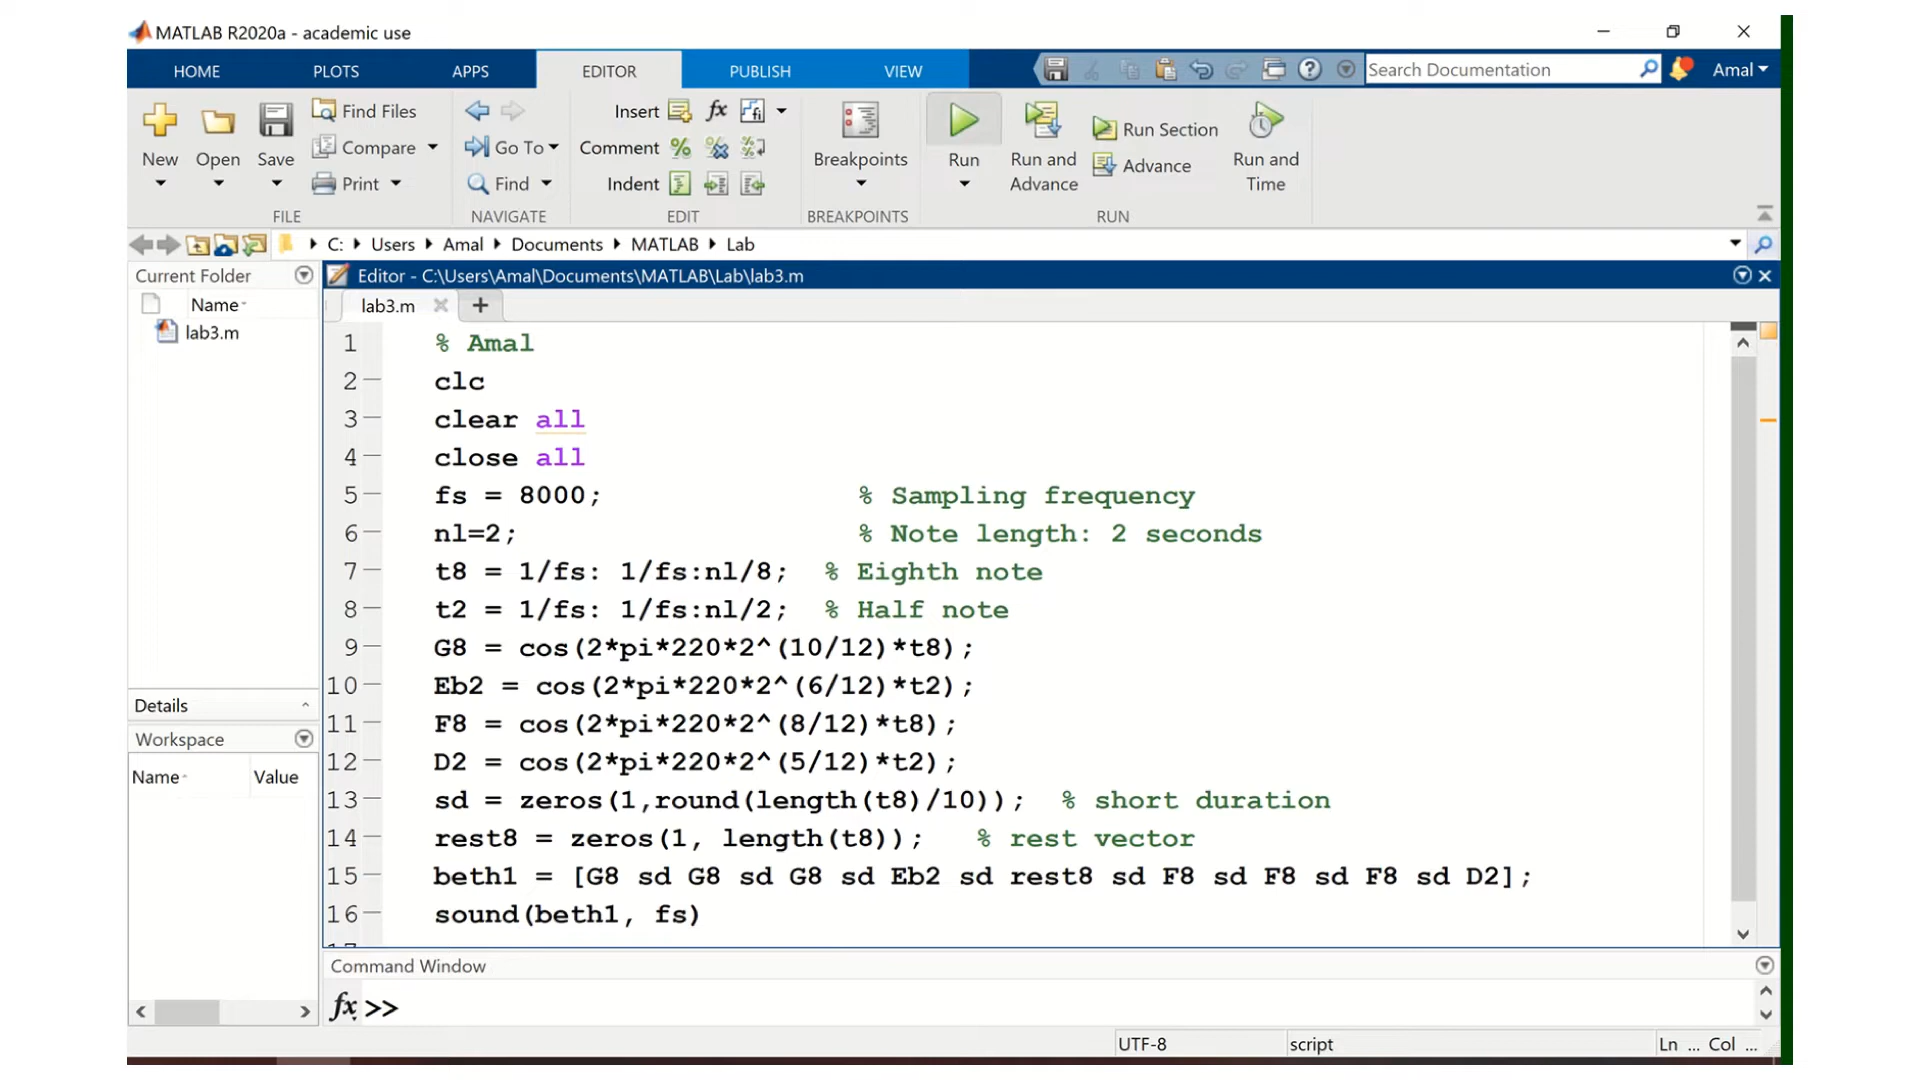 MATLAB R2020a - academic use
HOME PLOTS APPS EDITOR PUBLISH VIEW Search Documentation Amal
Find Files Insert fx
New Open Save Compare Go To Comment Breakpoints Run Run and Advance Run Section Run and Time
Print Find Indent Advance
FILE NAVIGATE EDIT BREAKPOINTS RUN
C: Users Amal Documents MATLAB Lab
Current Folder
Name
lab3.m
Details
Workspace
Name Value
Editor - C:\Users\Amal\Documents\MATLAB\Lab\lab3.m
lab3.m +
1 % Amal
2 clc
3 clear all
4 close all
5 fs = 8000; % Sampling frequency
6 nl=2; % Note length: 2 seconds
7 t8 = 1/fs: 1/fs:nl/8; % Eighth note
8 t2 = 1/fs: 1/fs:nl/2; % Half note
9 G8 = cos(2*pi*220*2^(10/12)*t8);
10 Eb2 = cos(2*pi*220*2^(6/12)*t2);
11 F8 = cos(2*pi*220*2^(8/12)*t8);
12 D2 = cos(2*pi*220*2^(5/12)*t2);
13 sd = zeros(1,round(length(t8)/10)); % short duration
14 rest8 = zeros(1, length(t8)); % rest vector
15 beth1 = [G8 sd G8 sd G8 sd Eb2 sd rest8 sd F8 sd F8 sd F8 sd D2];
16 sound(beth1, fs)
Command Window
fx >>
UTF-8 script Ln ... Col ...